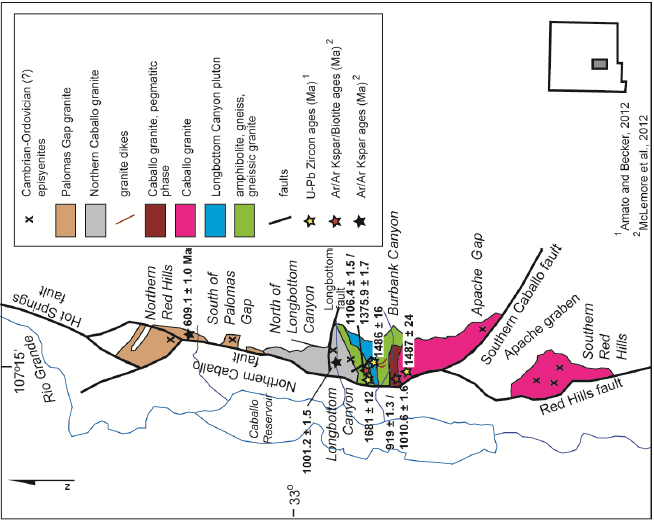 Cambrian-Ordovician (?)
episyenites
Palomas Gap granite
Northern Caballo granite
granite dikes
Caballo granite, pegmatitc
phase
Caballo granite
Longbottom Canyon pluton
amphibolite, gneiss,
gneissic granite
faults
U-Pb Zircon ages (Ma) 1
Ar/Ar Kspar/Biotite ages (Ma) 2
Ar/Ar Kspar ages (Ma) 2
1 Amato and Becker, 2012
2 McLemore et al., 2012
107º15'
Rio Grande
Hot Springs
fault
Northern
Red Hills
609.1 ± 1.0 Ma
South of
Palomas
Gap
Northern Caballo
fault
North of
Longbottom
Canyon
Caballo
Reservoir
Longbottom
fault
1106.4 ± 1.5 /
1375.9 ± 1.7
1001.2 ± 1.5
Longbottom
Canyon
1486 ± 16
1681 ± 12
Burbank Canyon
919 ± 1.3 /
1010.6 ± 1.6
1487 ± 24
Apache Gap
Southern Caballo fault
Apache graben
Southern
Red
Hills
Red Hills fault
33º
N